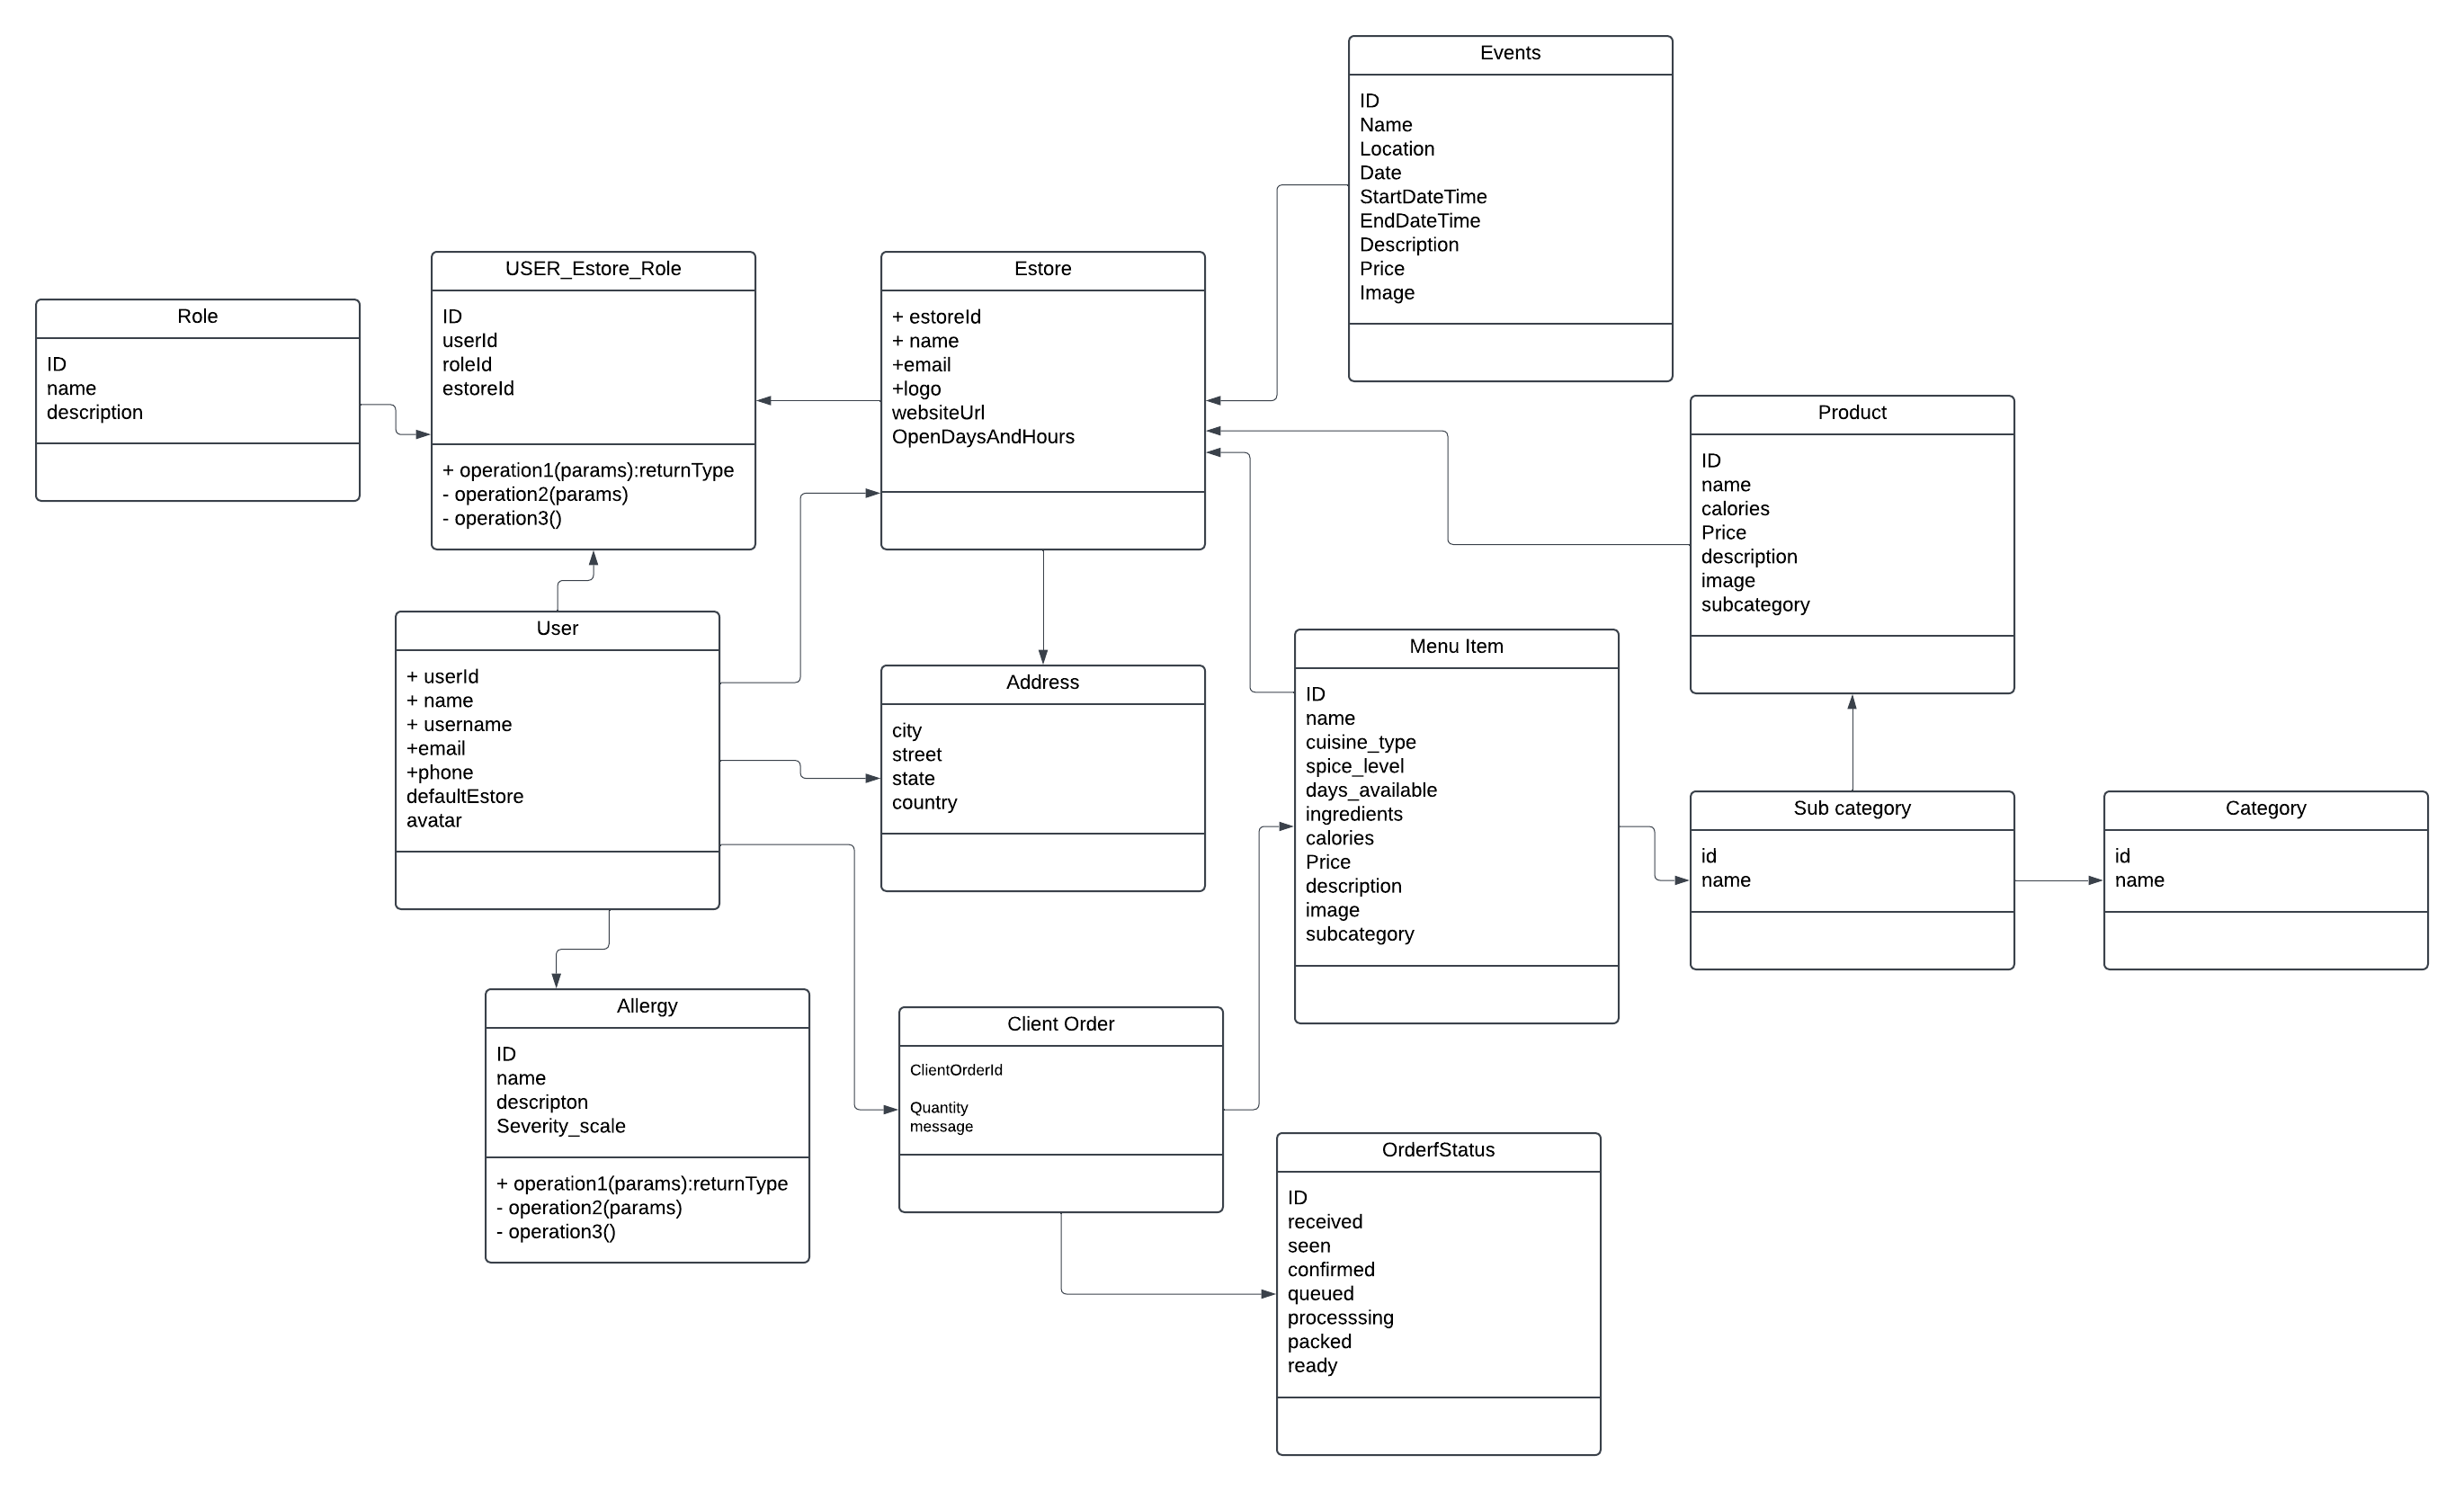 Events
ID
Name
Location
Date
StartDateTime
EndDateTime
Description
Price
Image
USER_Estore_Role
ID
userId
roleId
estoreId
+ operation1(params):returnType
- operation2(params)
- operation3()
Estore
+ estoreId
+ name
+email
+logo
websiteUrl
OpenDaysAndHours
Role
ID
name
description
Product
ID
name
calories
Price
description
image
subcategory
User
+ userId
+ name
+ username
+email
+phone
defaultEstore
avatar
Address
city
street
state
country
Menu Item
ID
name
cuisine_type
spice_level
days_available
ingredients
calories
Price
description
image
subcategory
Sub category
id
name
Category
id
name
Allergy
ID
name
descripton
Severity_scale
+ operation1(params):returnType
- operation2(params)
- operation3()
Client Order
ClientOrderId
Quantity
message
OrderfStatus
ID
received
seen
confirmed
queued
processsing
packed
ready